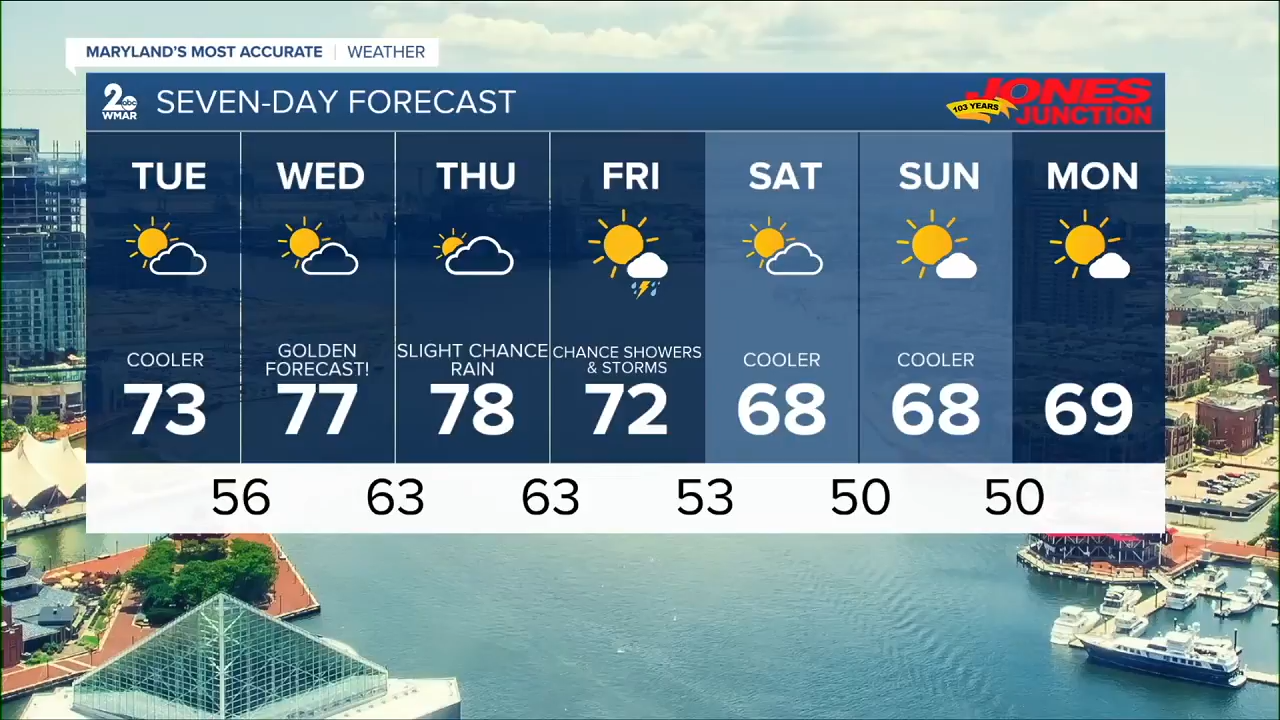 MARYLAND'S MOST ACCURATE | WEATHER
2 abc
WMAR
SEVEN-DAY FORECAST
103 YEARS
JONES
JUNCTION
TUE WED THU FRI SAT SUN MON
COOLER
73
GOLDEN
FORECAST!
77
SLIGHT CHANCE
RAIN
78
CHANCE SHOWERS
& STORMS
72
COOLER
68
COOLER
68
69
56 63 63 53 50 50